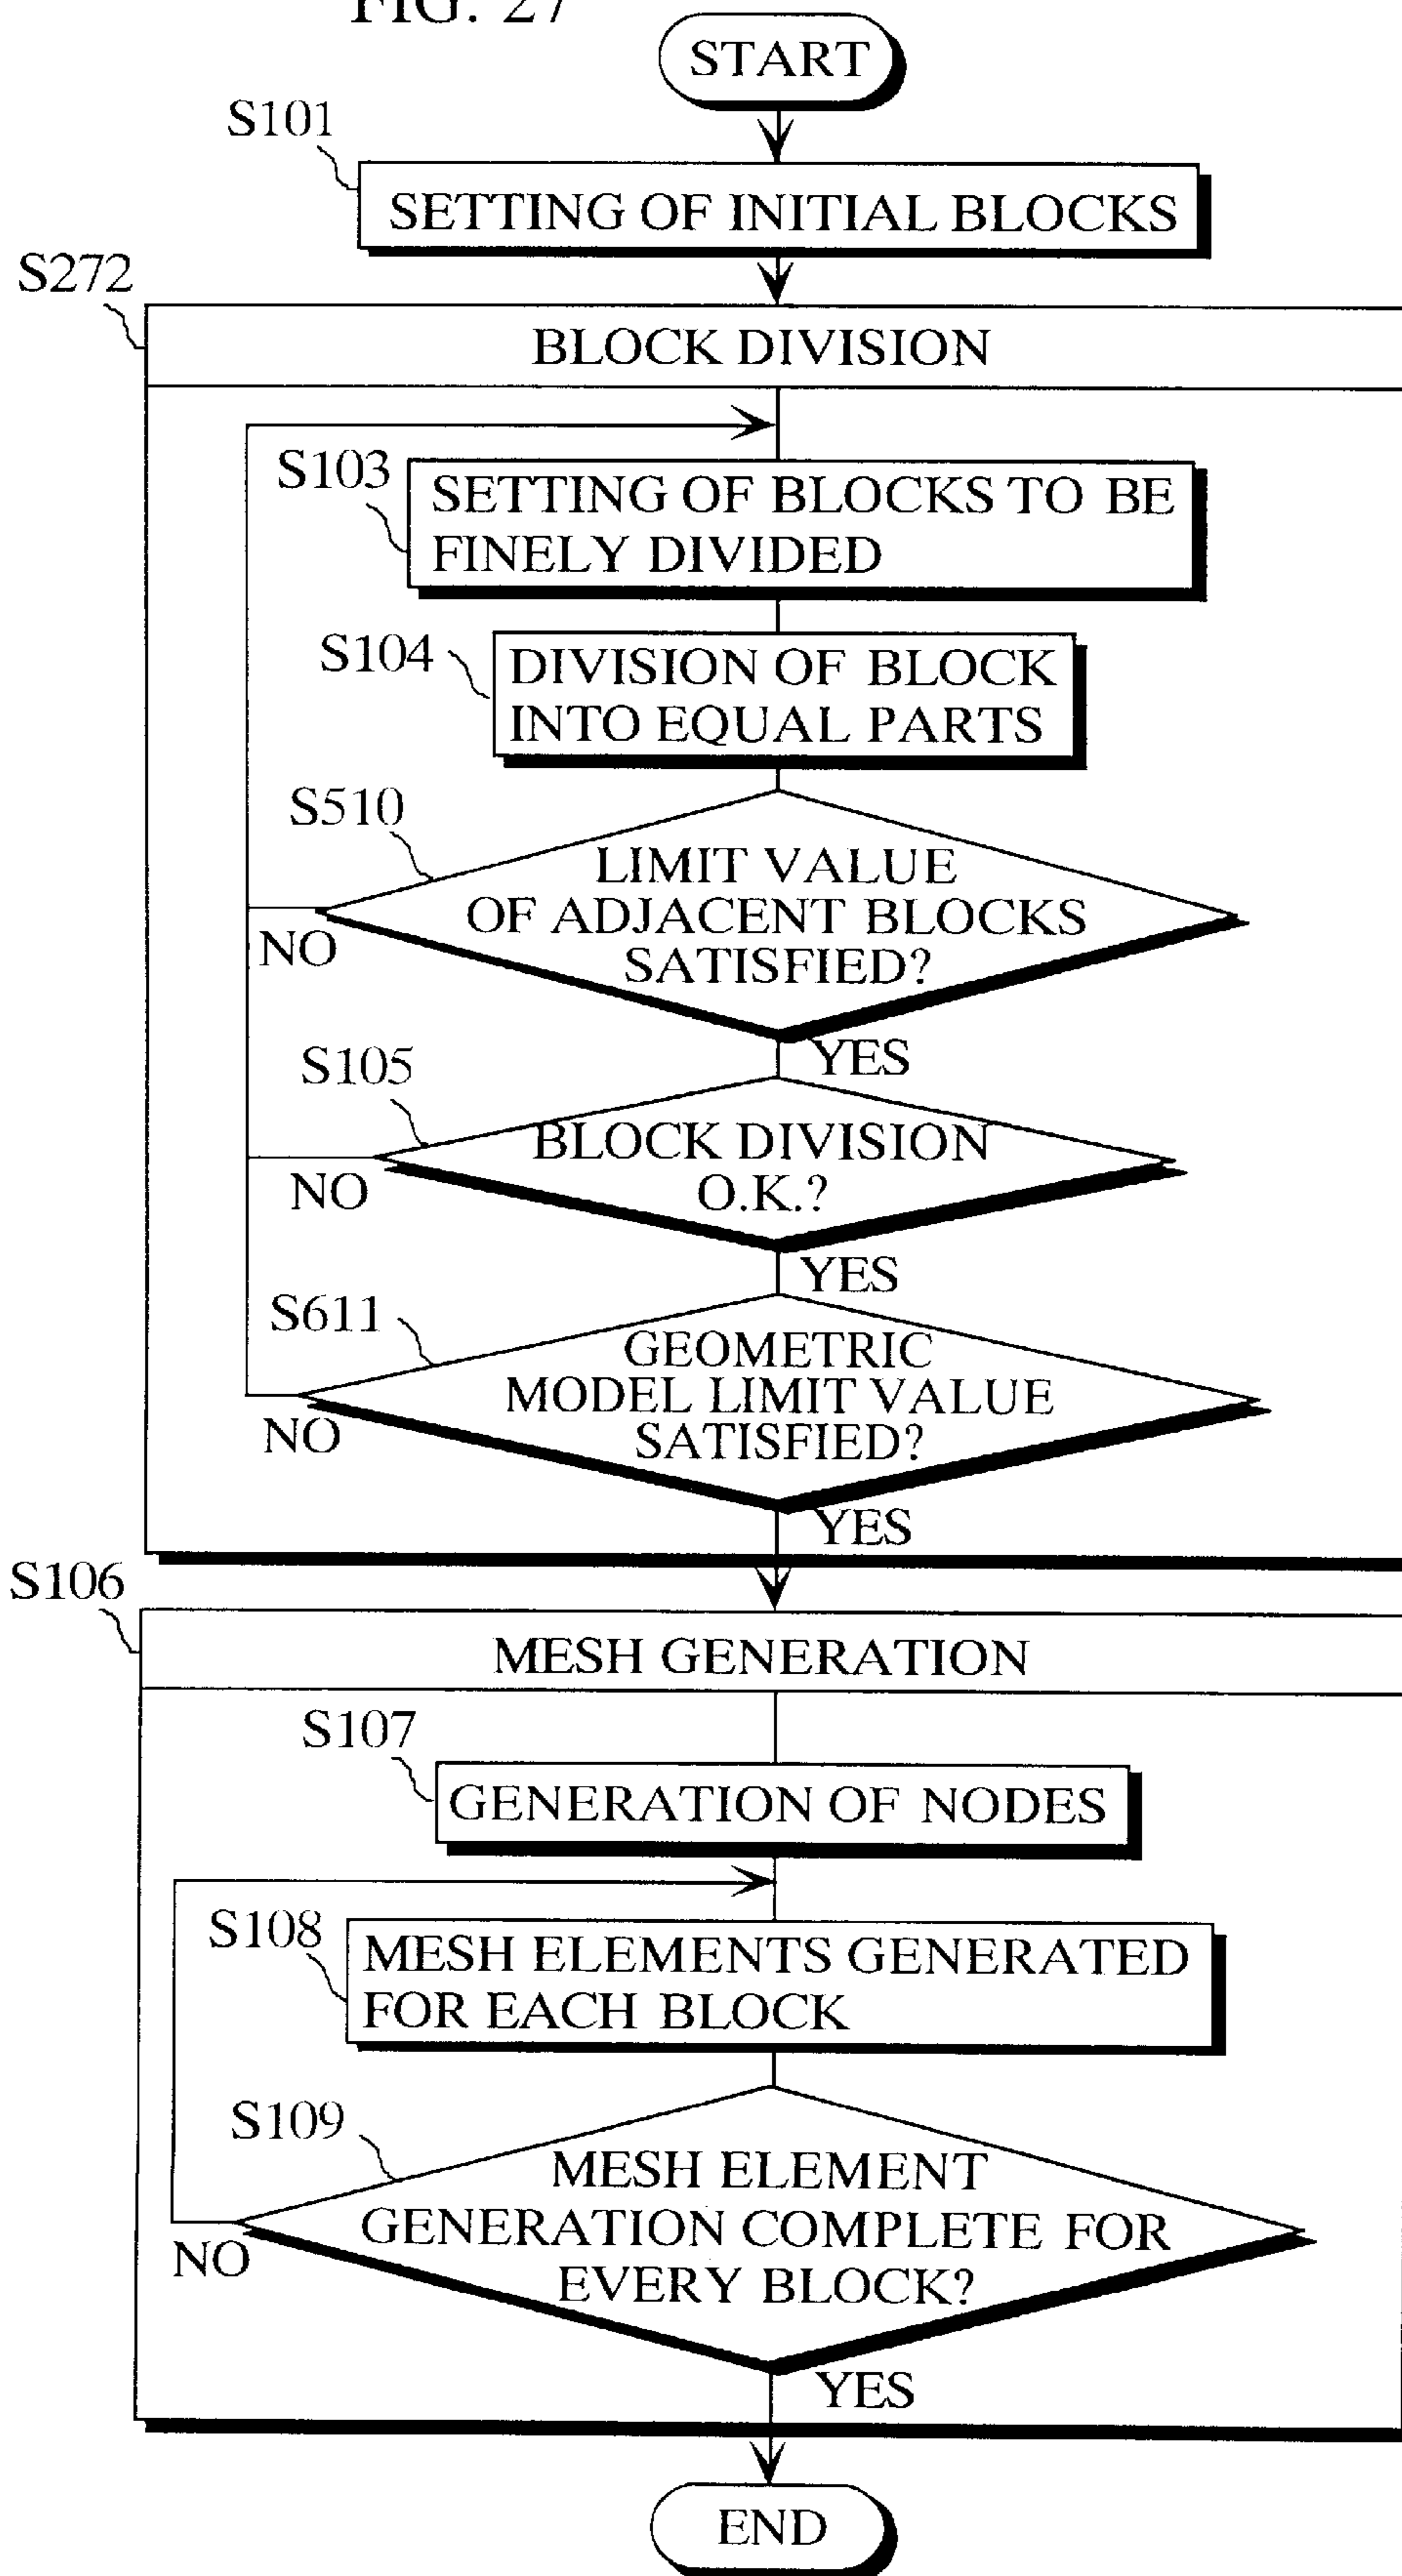 FIG. 27
START
S101
SETTING OF INITIAL BLOCKS
S272
BLOCK DIVISION
S103
SETTING OF BLOCKS TO BE
FINELY DIVIDED
S104
DIVISION OF BLOCK
INTO EQUAL PARTS
S510
LIMIT VALUE
OF ADJACENT BLOCKS
SATISFIED?
NO
YES
S105
BLOCK DIVISION
O.K.?
NO
YES
S611
GEOMETRIC
MODEL LIMIT VALUE
SATISFIED?
NO
YES
S106
MESH GENERATION
S107
GENERATION OF NODES
S108
MESH ELEMENTS GENERATED
FOR EACH BLOCK
S109
MESH ELEMENT
GENERATION COMPLETE FOR
EVERY BLOCK?
NO
YES
END